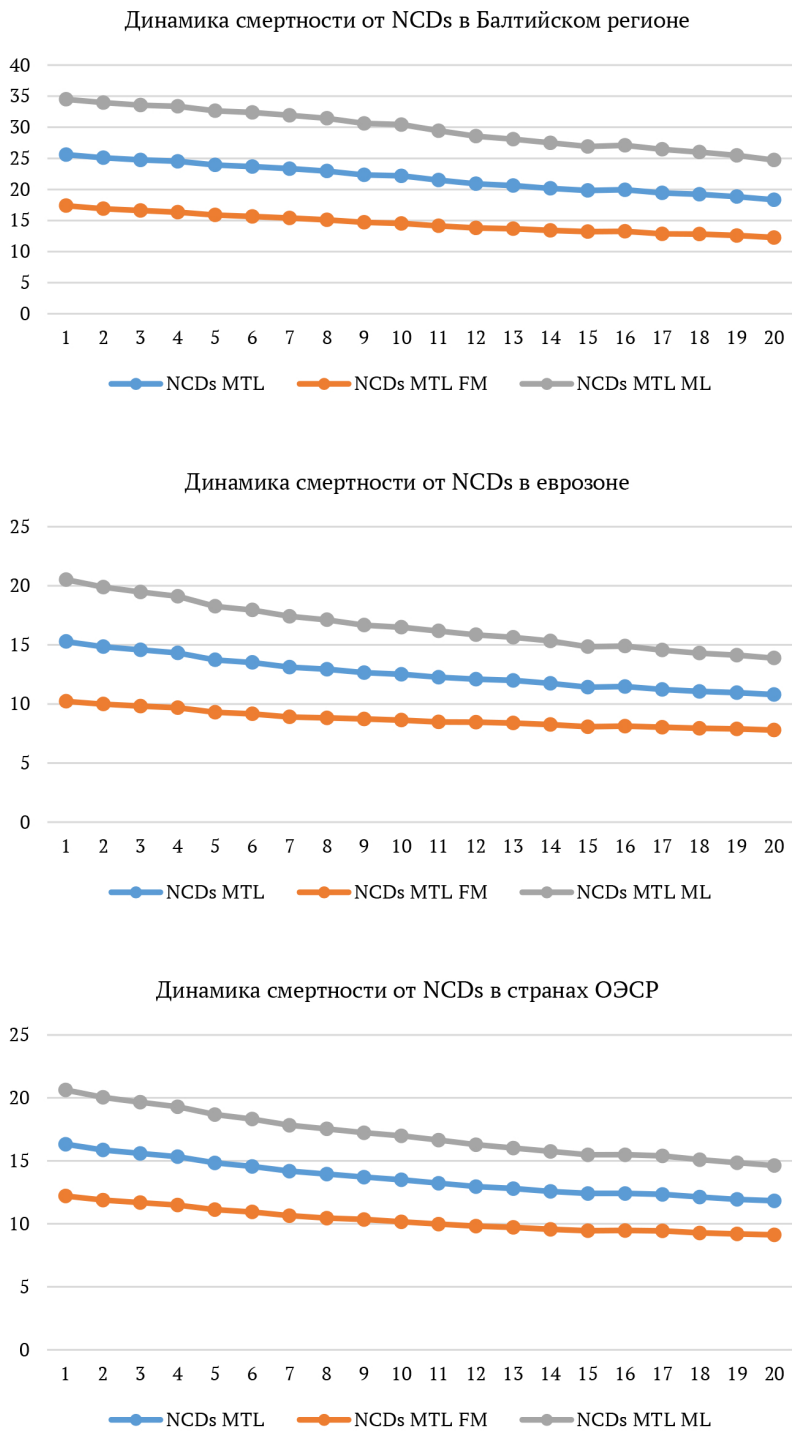 Динамика смертности от NCDs в Балтийском регионе
40
35
30
25
20
15
10
5
0
1 2 3 4 5 6 7 8 9 10 11 12 13 14 15 16 17 18 19 20
NCDs MTL NCDs MTL FM NCDs MTL ML
Динамика смертности от NCDs в еврозоне
25
20
15
10
5
0
1 2 3 4 5 6 7 8 9 10 11 12 13 14 15 16 17 18 19 20
NCDs MTL NCDs MTL FM NCDs MTL ML
Динамика смертности от NCDs в странах ОЭСР
25
20
15
10
5
0
1 2 3 4 5 6 7 8 9 10 11 12 13 14 15 16 17 18 19 20
NCDs MTL NCDs MTL FM NCDs MTL ML